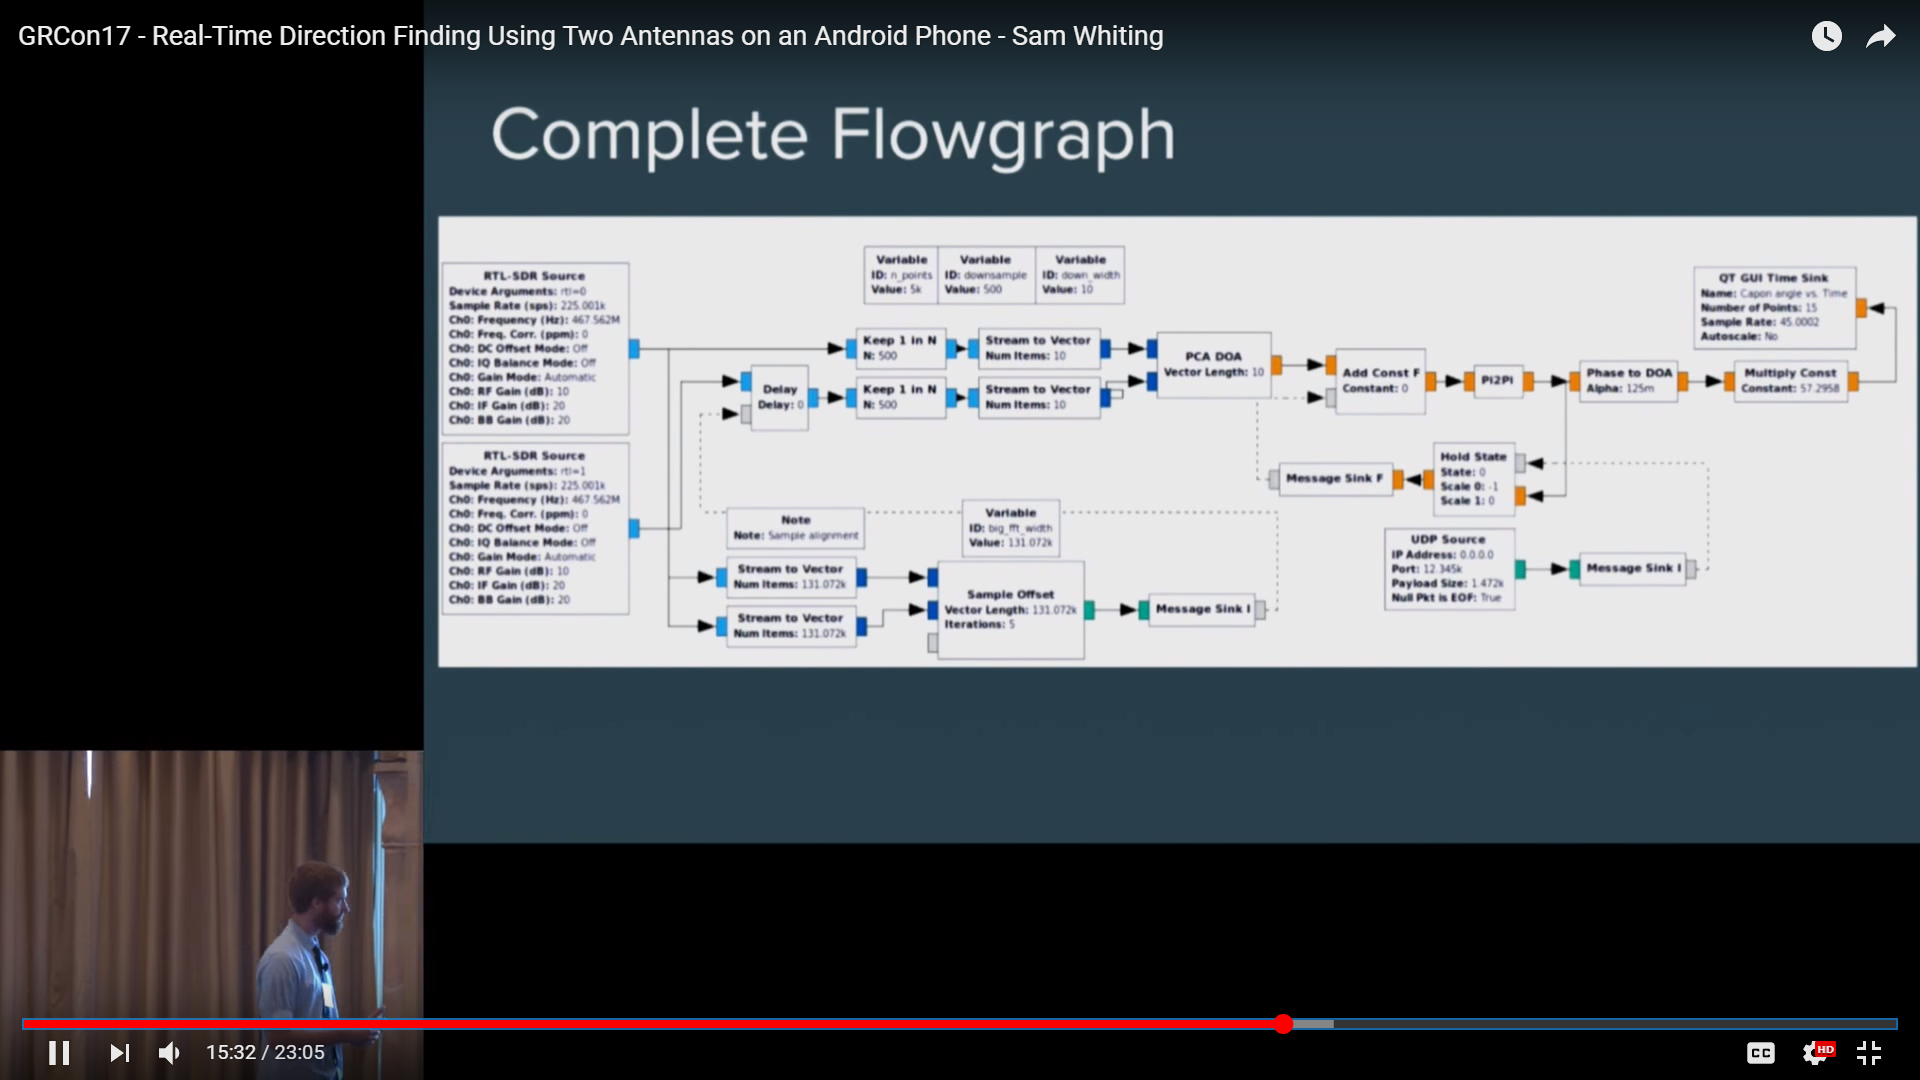 GRCon17 - Real-Time Direction Finding Using Two Antennas on an Android Phone - Sam Whiting
Complete Flowgraph
RTL-SDR Source
Device Arguments: rtl=0
Sample Rate (sps): 225.001k
Ch0: Frequency (Hz): 467.562M
Ch0: Freq. Corr. (ppm): 0
Ch0: DC Offset Mode: Off
Ch0: IQ Balance Mode: Off
Ch0: Gain Mode: Automatic
Ch0: RF Gain (dB): 10
Ch0: IF Gain (dB): 20
Ch0: BB Gain (dB): 20
RTL-SDR Source
Device Arguments: rtl=1
Sample Rate (sps): 225.001k
Ch0: Frequency (Hz): 467.562M
Ch0: Freq. Corr. (ppm): 0
Ch0: DC Offset Mode: Off
Ch0: IQ Balance Mode: Off
Ch0: Gain Mode: Automatic
Ch0: RF Gain (dB): 10
Ch0: IF Gain (dB): 20
Ch0: BB Gain (dB): 20
Variable
ID: n_points
Value: 5k
Variable
ID: downsample
Value: 500
Variable
ID: down_width
Value: 10
Keep 1 in N
N: 500
Stream to Vector
Num Items: 10
Delay
Delay: 0
Keep 1 in N
N: 500
Stream to Vector
Num Items: 10
PCA DOA
Vector Length: 10
Add Const F
Constant: 0
Pi2Pi
Phase to DOA
Alpha: 125m
Multiply Const
Constant: 57.2958
QT GUI Time Sink
Name: Capon angle vs. Time
Number of Points: 15
Sample Rate: 45.0002
Autoscale: No
Message Sink F
Hold State
State: 0
Scale 0: -1
Scale 1: 0
Note
Note: Sample alignment
Variable
ID: big_fft_width
Value: 131.072k
Stream to Vector
Num Items: 131.072k
Stream to Vector
Num Items: 131.072k
Sample Offset
Vector Length: 131.072k
Iterations: 5
Message Sink I
UDP Source
IP Address: 0.0.0.0
Port: 12.345k
Payload Size: 1.472k
Null Pkt is EOF: True
Message Sink I
15:32 / 23:05
CC
HD